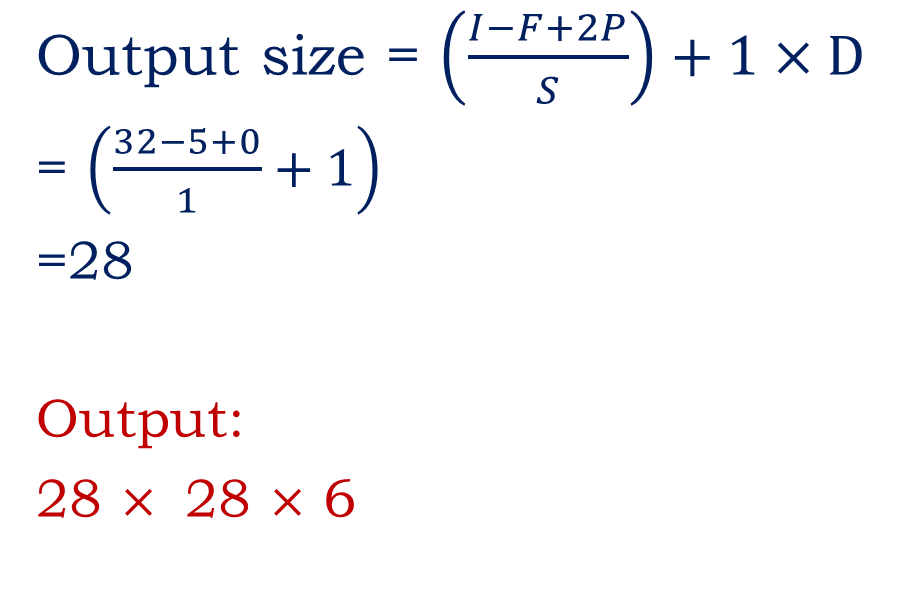 Output size = (I−F+2P / S) + 1 × D
= (32−5+0 / 1 + 1)
=28
Output:
28 × 28 × 6